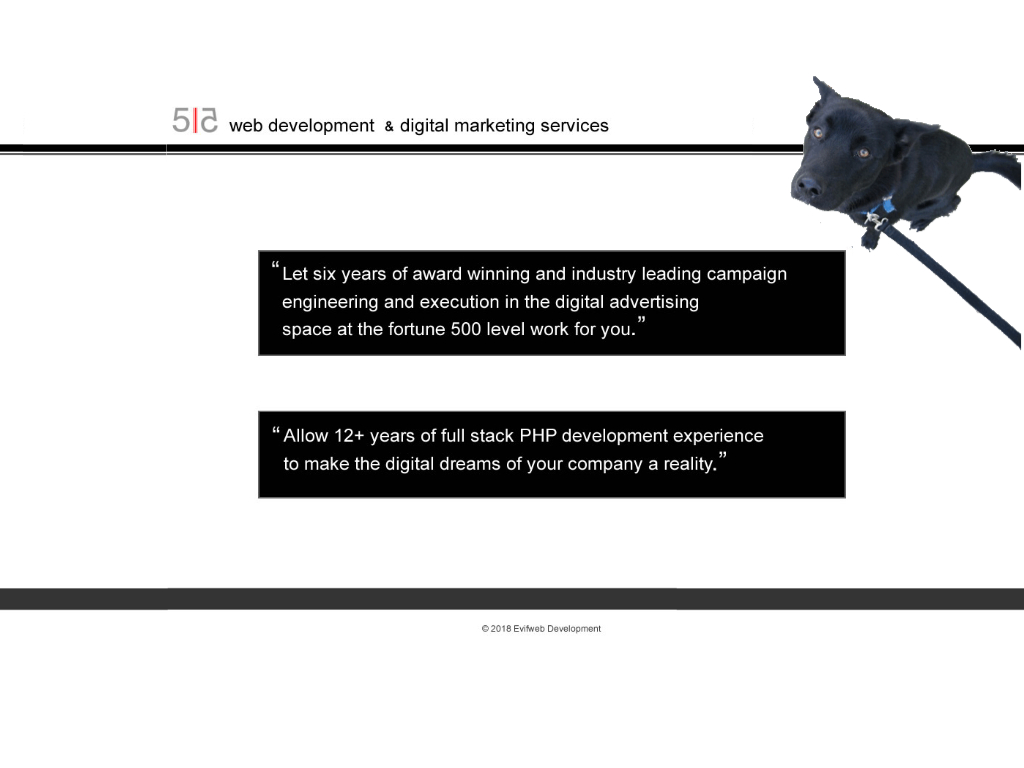 5|5 web development & digital marketing services
“Let six years of award winning and industry leading campaign
engineering and execution in the digital advertising
space at the fortune 500 level work for you.”
“Allow 12+ years of full stack PHP development experience
to make the digital dreams of your company a reality.”
© 2018 Evifweb Development